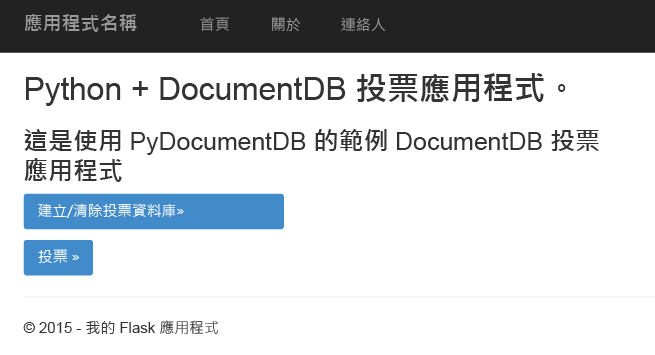 應用程式名稱 首頁 關於 連絡人
Python + DocumentDB 投票應用程式。
這是使用 PyDocumentDB 的範例 DocumentDB 投票
應用程式
建立/清除投票資料庫»
投票 »
© 2015 - 我的 Flask 應用程式